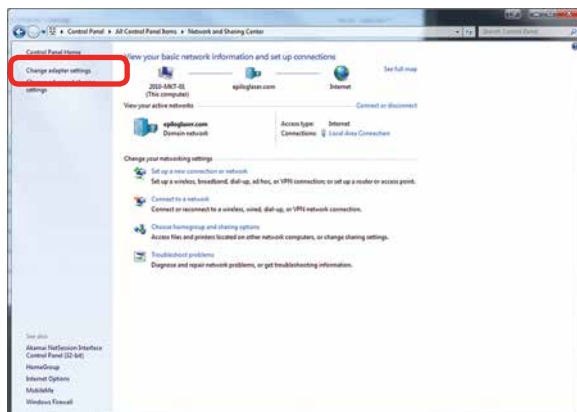 Control Panel ▸ All Control Panel Items ▸ Network and Sharing Center
Search Control Panel
Control Panel Home
Change adapter settings
settings
View your basic network information and set up connections
See full map
2010-MKT-01
(This computer)
epiloglaser.com
Internet
View your active networks
Connect or disconnect
epiloglaser.com
Domain network
Access type: Internet
Connections: Local Area Connection
Change your networking settings
Set up a new connection or network
Set up a wireless, broadband, dial-up, ad hoc, or VPN connection; or set up a router or access point.
Connect to a network
Connect or reconnect to a wireless, wired, dial-up, or VPN network connection.
Choose homegroup and sharing options
Access files and printers located on other network computers, or change sharing settings.
Troubleshoot problems
Diagnose and repair network problems, or get troubleshooting information.
See also
Akamai NetSession Interface
Control Panel (32-bit)
HomeGroup
Internet Options
MobileMe
Windows Firewall